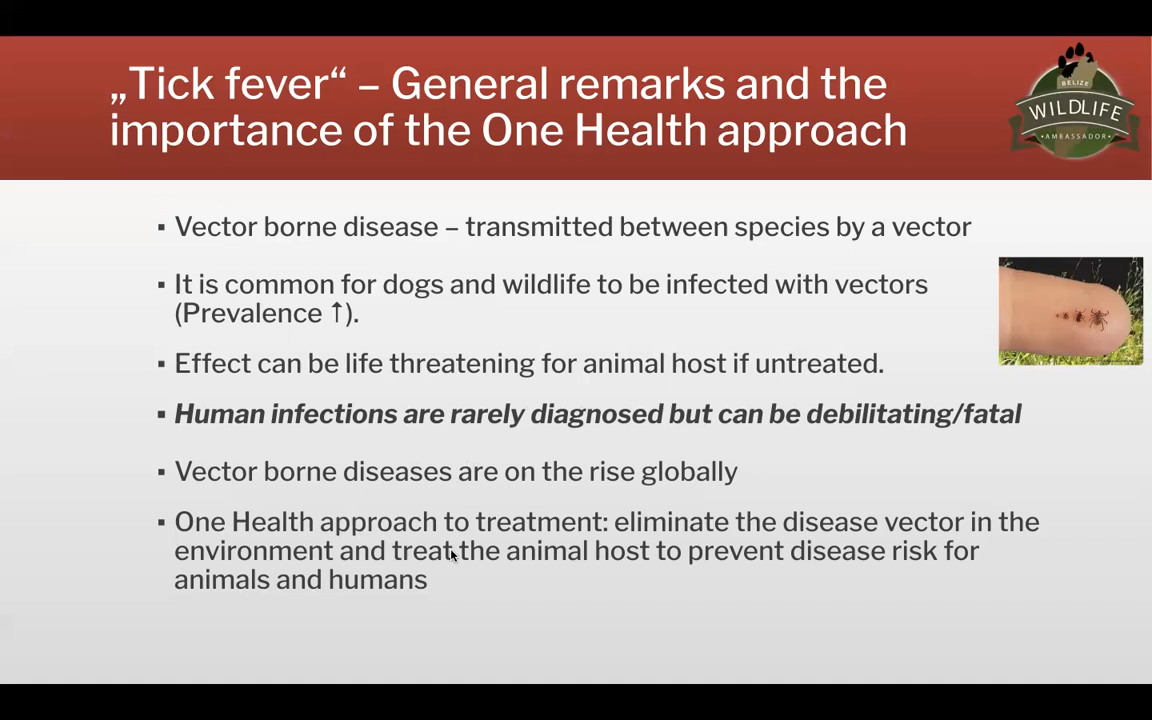 „Tick fever“ – General remarks and the
importance of the One Health approach
BELIZE
WILDLIFE
•AMBASSADOR•
▪ Vector borne disease – transmitted between species by a vector
▪ It is common for dogs and wildlife to be infected with vectors
(Prevalence ↑).
▪ Effect can be life threatening for animal host if untreated.
▪ Human infections are rarely diagnosed but can be debilitating/fatal
▪ Vector borne diseases are on the rise globally
▪ One Health approach to treatment: eliminate the disease vector in the
environment and treat the animal host to prevent disease risk for
animals and humans